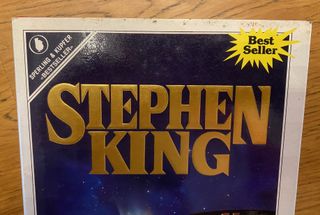 SPERLING & KUPFER
•BESTSELLER•
Best
Seller
STEPHEN
KING